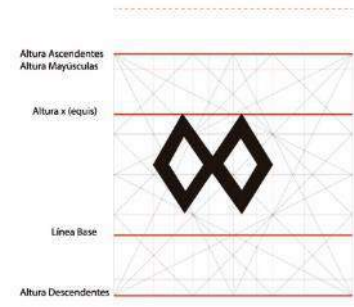 Altura Ascendentes
Altura Mayúsculas
Altura x (equis)
Línea Base
Altura Descendentes